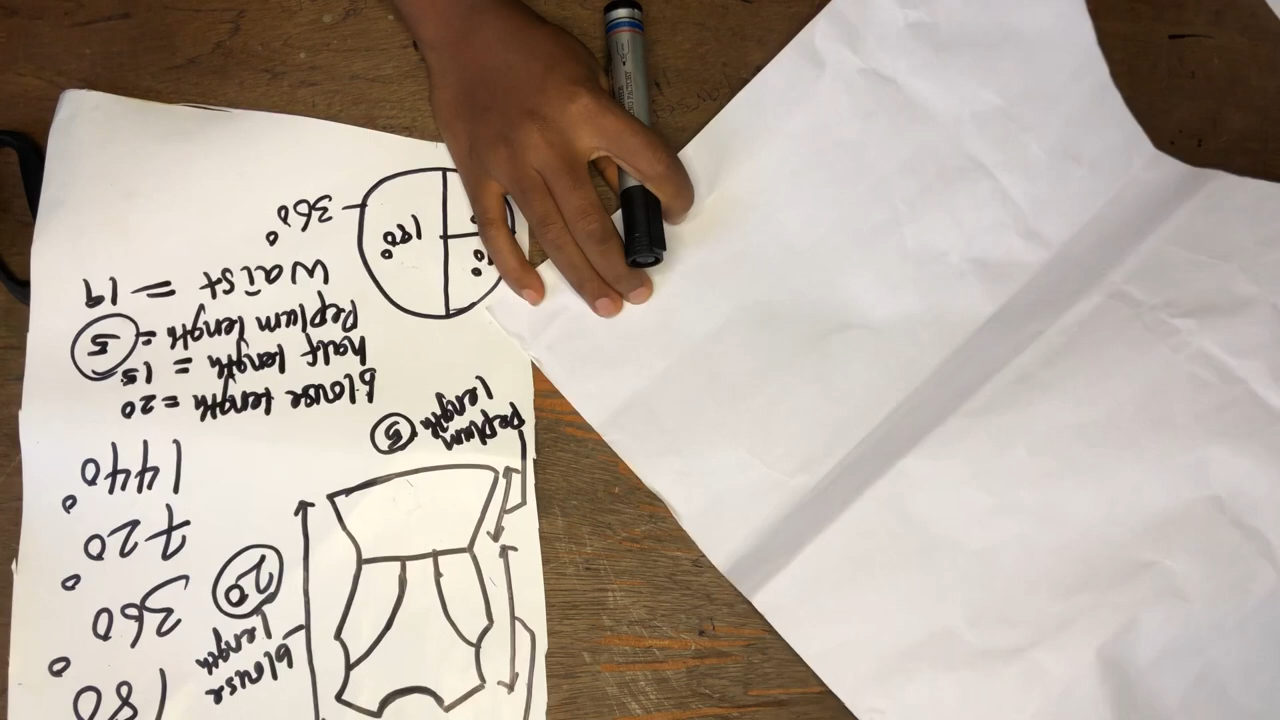 blouse
length
20
180°
360°
720°
1440°
Peplum
length 5
blouse length = 20
half length = 15
Peplum length = 5
Waist = 19
360°
180°